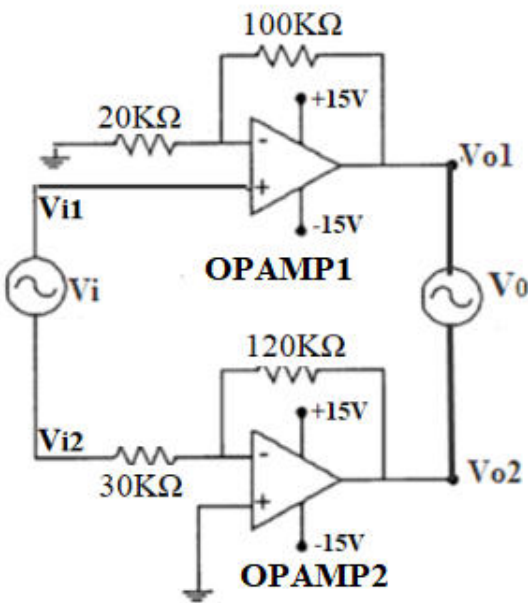 100KΩ
+15V
20KΩ
-
Vo1
+
Vi1
-15V
OPAMP1
Vi
V0
120KΩ
+15V
Vi2
-
30KΩ
+
Vo2
-15V
OPAMP2